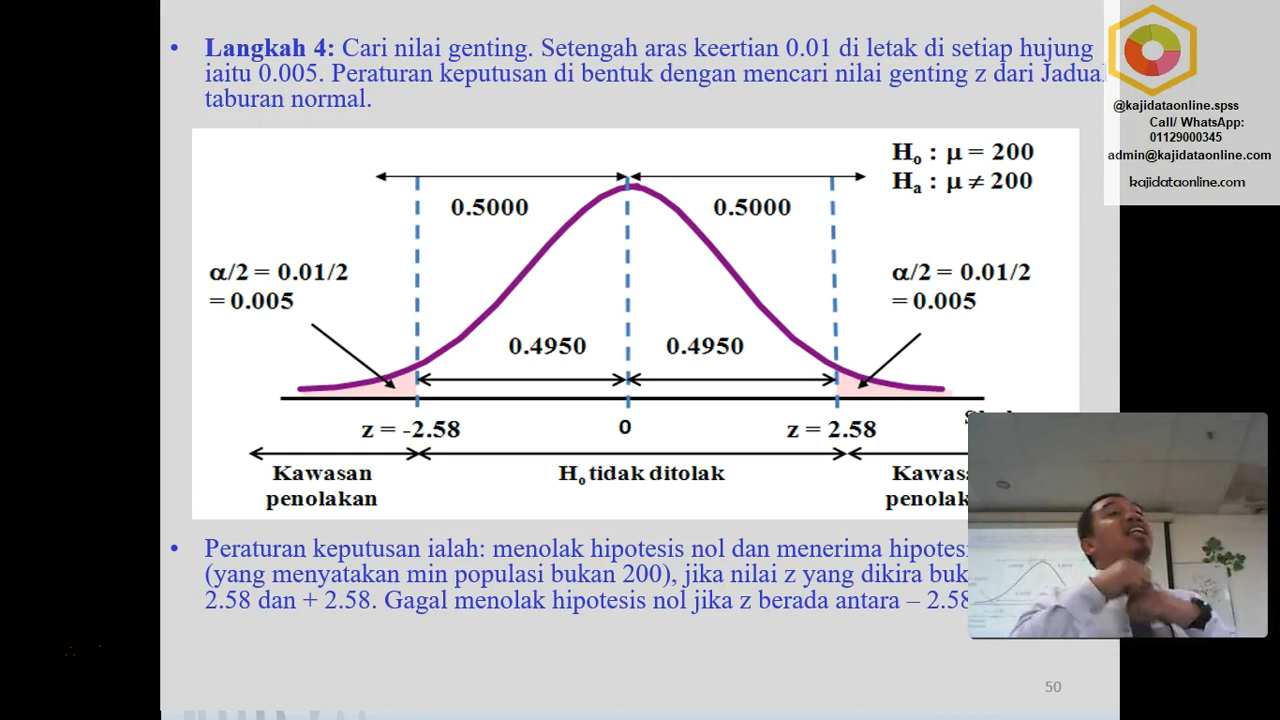 • Langkah 4: Cari nilai genting. Setengah aras keertian 0.01 di letak di setiap hujung
iaitu 0.005. Peraturan keputusan di bentuk dengan mencari nilai genting z dari Jadual
taburan normal.
@kajidataonline.spss
Call/ WhatsApp:
01129000345
admin@kajidataonline.com
kajidataonline.com
Ho : µ = 200
Ha : µ ≠ 200
0.5000 0.5000
α/2 = 0.01/2
= 0.005
α/2 = 0.01/2
= 0.005
0.4950 0.4950
z = -2.58 0 z = 2.58
Kawasan
penolakan
Ho tidak ditolak
• Peraturan keputusan ialah: menolak hipotesis nol dan menerima
(yang menyatakan min populasi bukan 200), jika nilai z yang dikira
2.58 dan + 2.58. Gagal menolak hipotesis nol jika z berada antara – 2.58
50